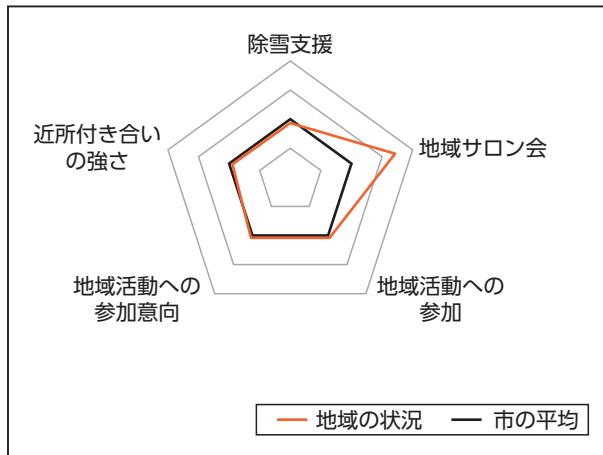 除雪支援
近所付き合い
の強さ
地域サロン会
地域活動への
参加意向
地域活動への
参加
地域の状況
市の平均